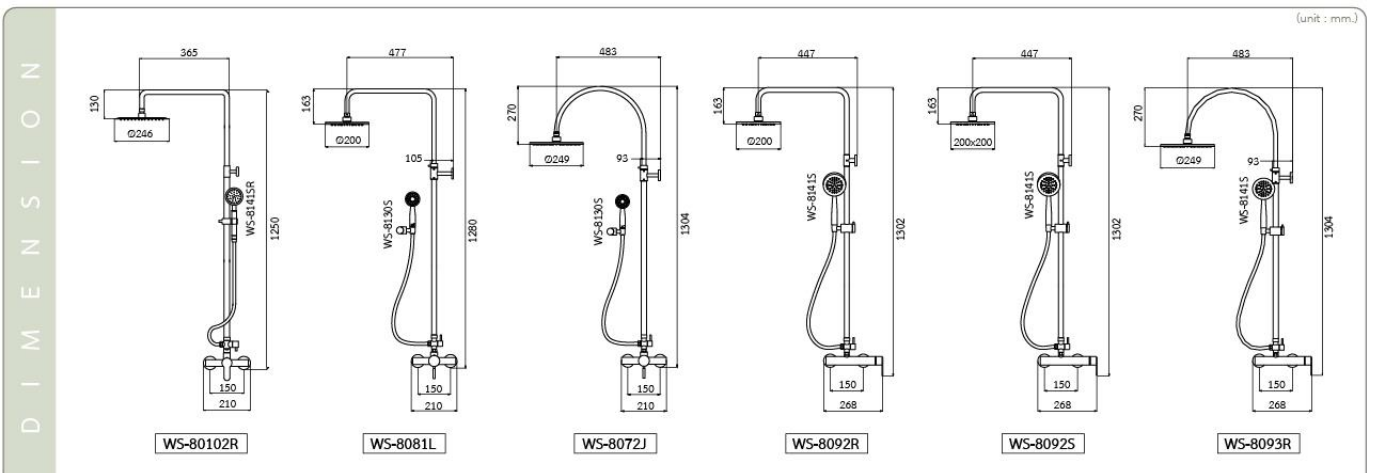 (unit : mm.)
DIMENSION
365
130
Ø246
WS-8141SR
1250
150
210
WS-80102R
477
163
Ø200
105
WS-8130S
1280
150
210
WS-8081L
483
270
Ø249
93
WS-8130S
1304
150
210
WS-8072J
447
163
Ø200
WS-8141S
1302
150
268
WS-8092R
447
163
200x200
WS-8141S
1302
150
268
WS-8092S
483
270
Ø249
93
WS-8141S
1304
150
268
WS-8093R